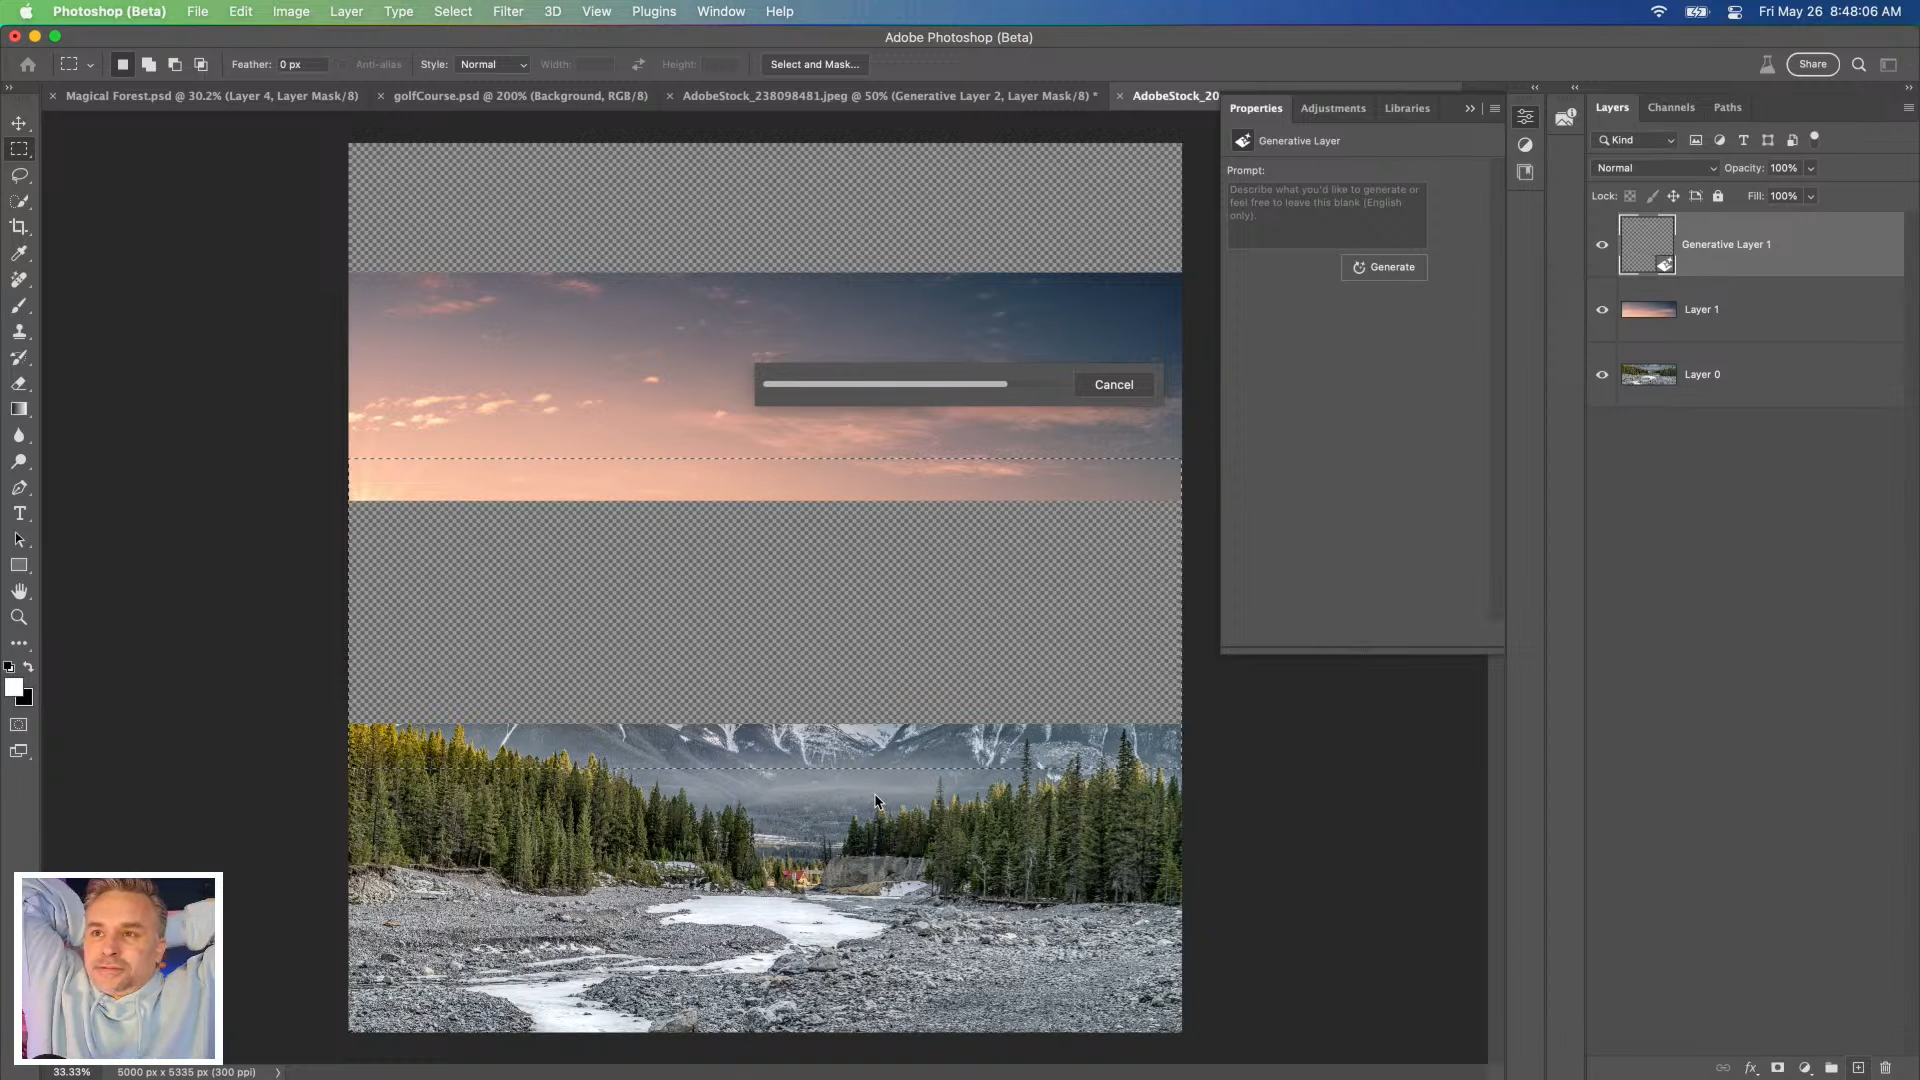 Photoshop (Beta) File Edit Image Layer Type Select Filter 3D View Plugins Window Help Fri May 26 8:48:06 AM
Adobe Photoshop (Beta)
Feather: 0 px Anti-alias Style: Normal Width: Height: Select and Mask... Share
Magical Forest.psd @ 30.2% (Layer 4, Layer Mask/8) golfCourse.psd @ 200% (Background, RGB/8) AdobeStock_238098481.jpeg @ 50% (Generative Layer 2, Layer Mask/8) * AdobeStock_20
Properties Adjustments Libraries
Generative Layer
Prompt:
Describe what you'd like to generate or
feel free to leave this blank (English
only).
Generate
Cancel
Layers Channels Paths
Kind
Normal Opacity: 100%
Lock: Fill: 100%
Generative Layer 1
Layer 1
Layer 0
33.33% 5000 px x 5335 px (300 ppi)